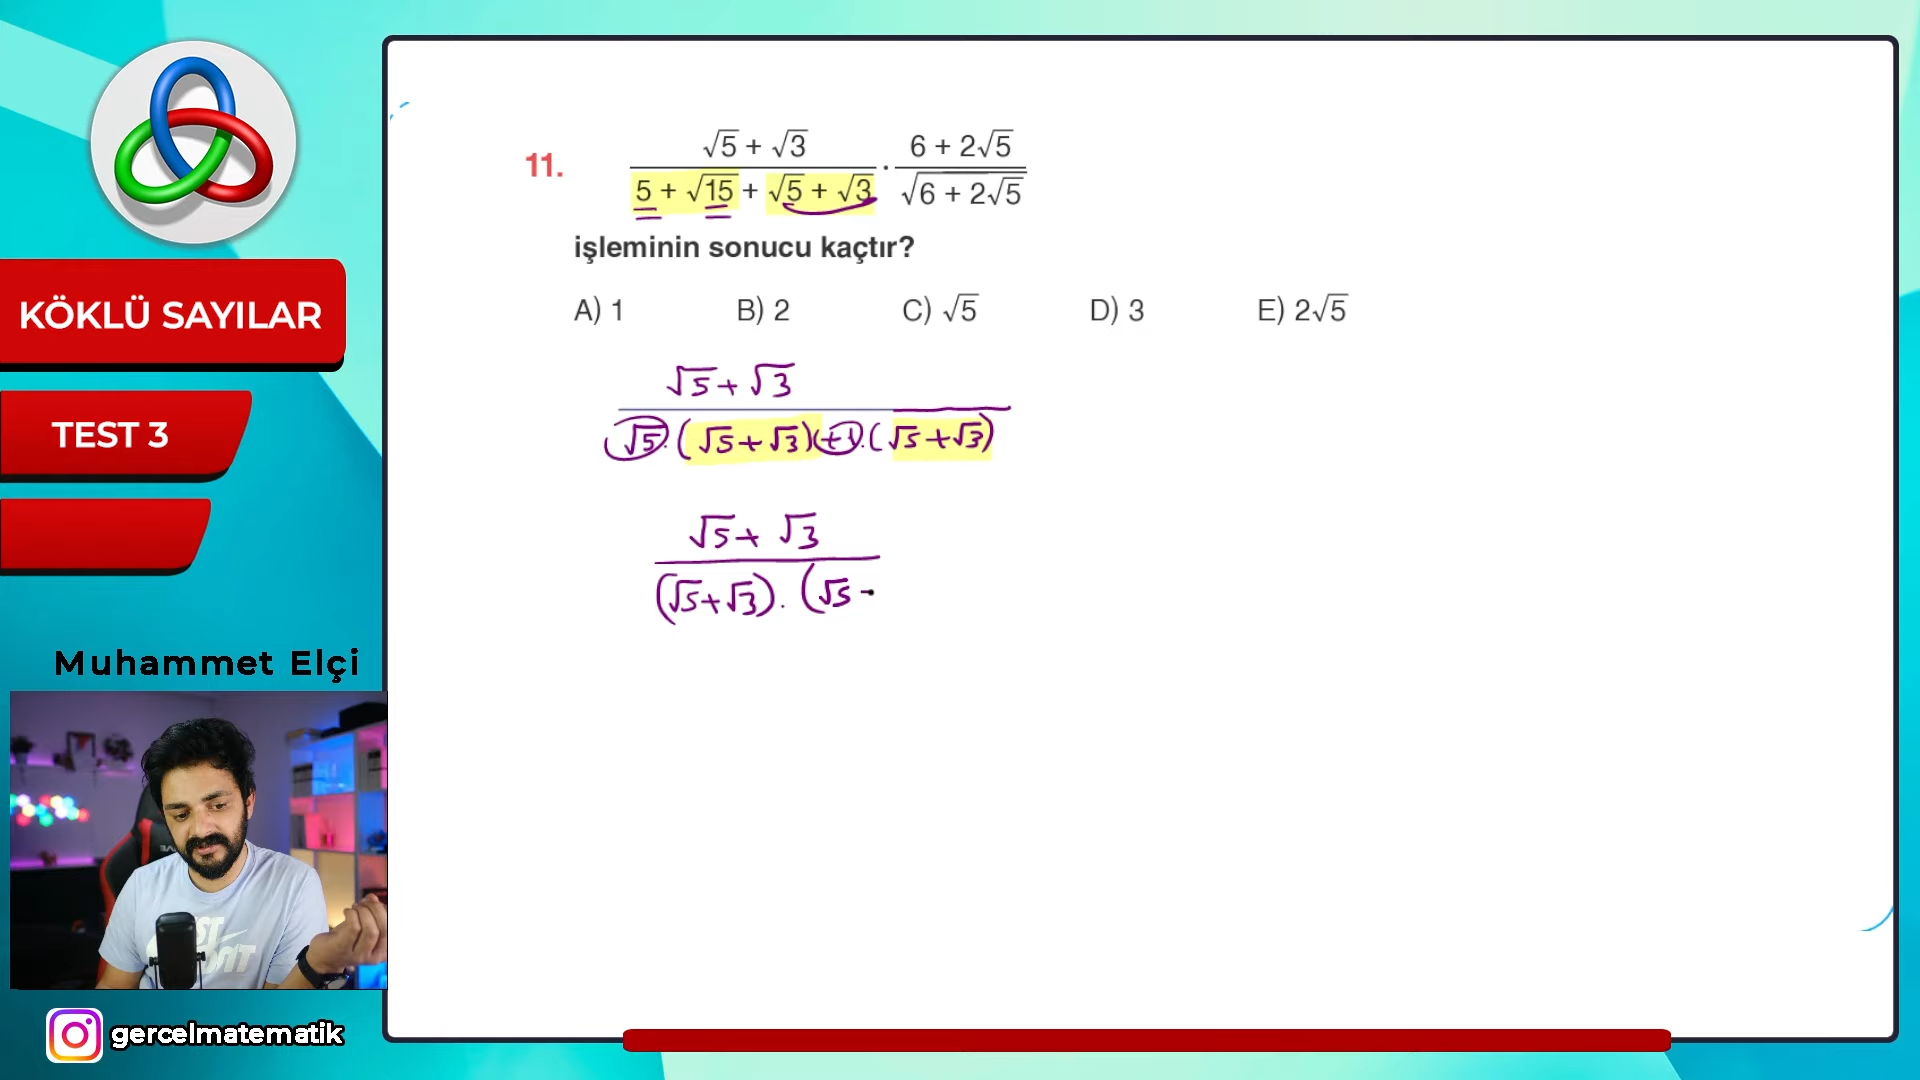 KÖKLÜ SAYILAR
TEST 3
Muhammet Elçi
gercelmatematik
11. (√5 + √3)/(5 + √15 + √5 + √3) · (6 + 2√5)/√(6 + 2√5)
işleminin sonucu kaçtır?
A) 1 B) 2 C) √5 D) 3 E) 2√5
√5 + √3
√5 · (√5 + √3) + 1 · (√5 + √3)
√5 + √3
(√5 + √3) · (√5 -